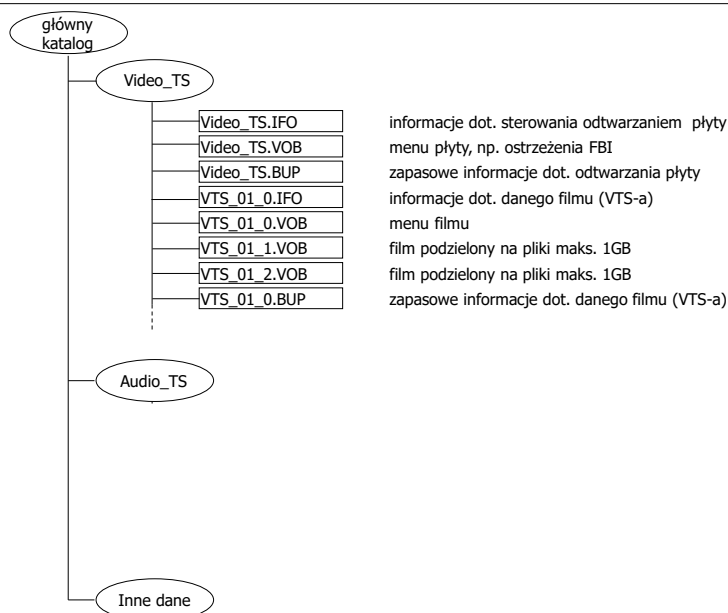 główny
katalog
Video_TS
Video_TS.IFO informacje dot. sterowania odtwarzaniem płyty
Video_TS.VOB menu płyty, np. ostrzeżenia FBI
Video_TS.BUP zapasowe informacje dot. odtwarzania płyty
VTS_01_0.IFO informacje dot. danego filmu (VTS-a)
VTS_01_0.VOB menu filmu
VTS_01_1.VOB film podzielony na pliki maks. 1GB
VTS_01_2.VOB film podzielony na pliki maks. 1GB
VTS_01_0.BUP zapasowe informacje dot. danego filmu (VTS-a)
Audio_TS
Inne dane